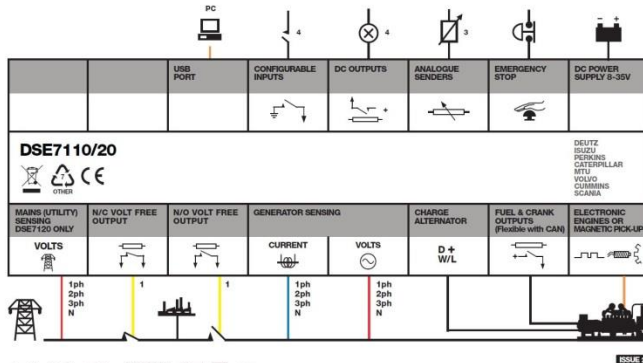 PC
4
4
3
USB
PORT
CONFIGURABLE
INPUTS
DC OUTPUTS
ANALOGUE
SENDERS
EMERGENCY
STOP
DC POWER
SUPPLY 8-35V
DSE7110/20
7
OTHER
CE
DEUTZ
ISUZU
PERKINS
CATERPILLAR
MTU
VOLVO
CUMMINS
SCANIA
MAINS (UTILITY)
SENSING
DSE7120 ONLY
N/C VOLT FREE
OUTPUT
N/O VOLT FREE
OUTPUT
GENERATOR SENSING
CHARGE
ALTERNATOR
FUEL & CRANK
OUTPUTS
(Flexible with CAN)
ELECTRONIC
ENGINES OR
MAGNETIC PICK-UP
VOLTS
CURRENT
VOLTS
D +
W/L
1ph
2ph
3ph
N
1
1
1ph
2ph
3ph
N
1ph
2ph
3ph
N
ISSUE